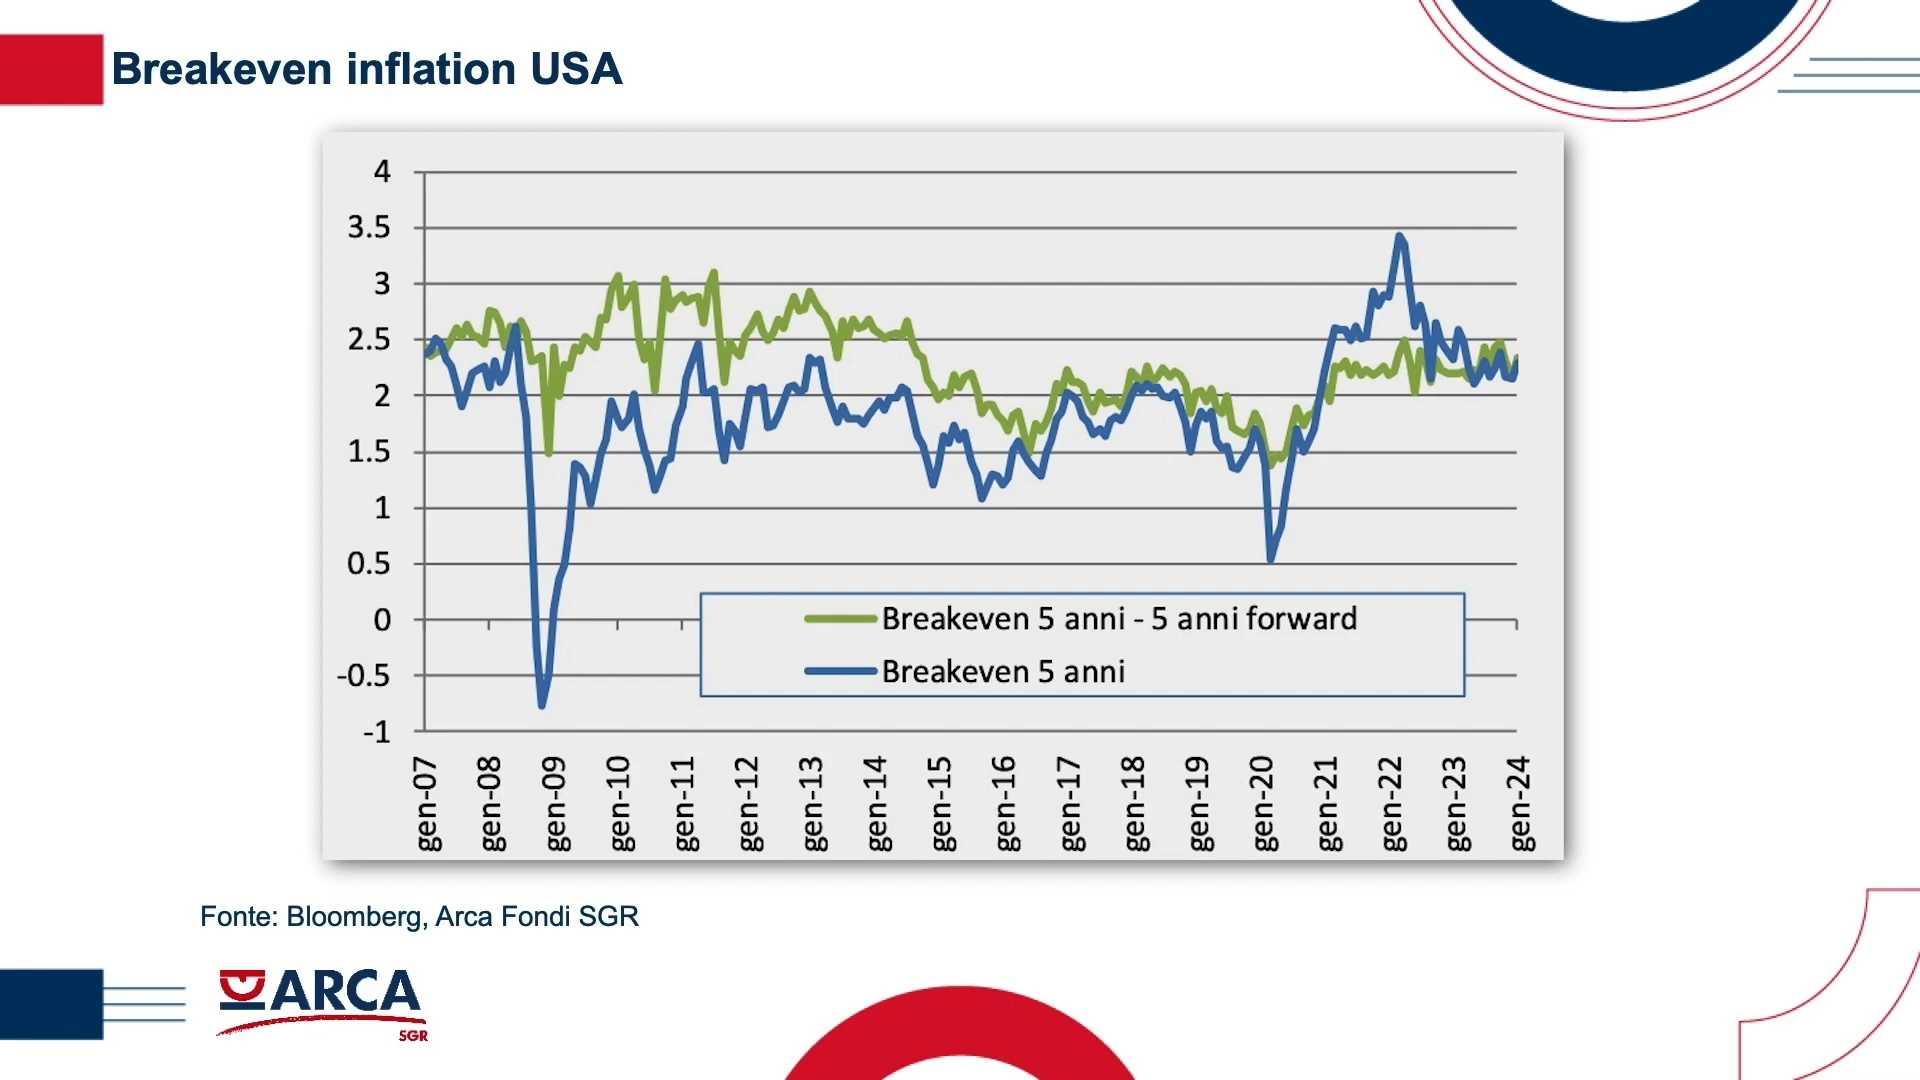 Breakeven inflation USA
4
3.5
3
2.5
2
1.5
1
0.5
0
-0.5
-1
Breakeven 5 anni - 5 anni forward
Breakeven 5 anni
gen-07
gen-08
gen-09
gen-10
gen-11
gen-12
gen-13
gen-14
gen-15
gen-16
gen-17
gen-18
gen-19
gen-20
gen-21
gen-22
gen-23
gen-24
Fonte: Bloomberg, Arca Fondi SGR
ARCA
SGR